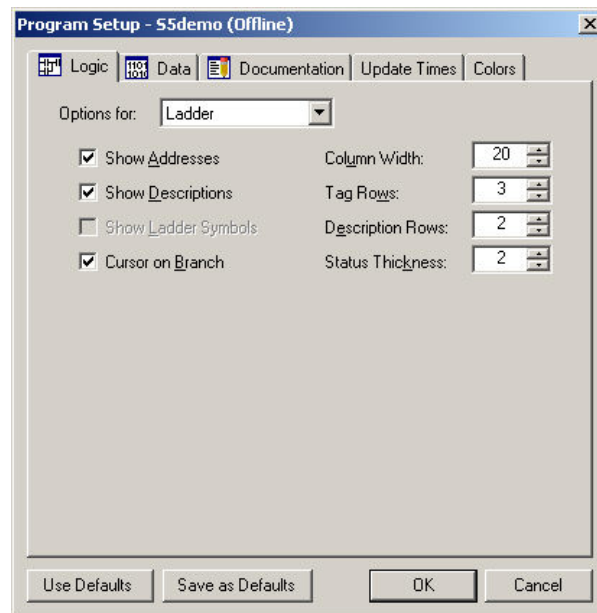 Program Setup - S5demo (Offline)
Logic Data Documentation Update Times Colors
Options for: Ladder
Show Addresses Column Width: 20
Show Descriptions Tag Rows: 3
Show Ladder Symbols Description Rows: 2
Cursor on Branch Status Thickness: 2
Use Defaults Save as Defaults OK Cancel